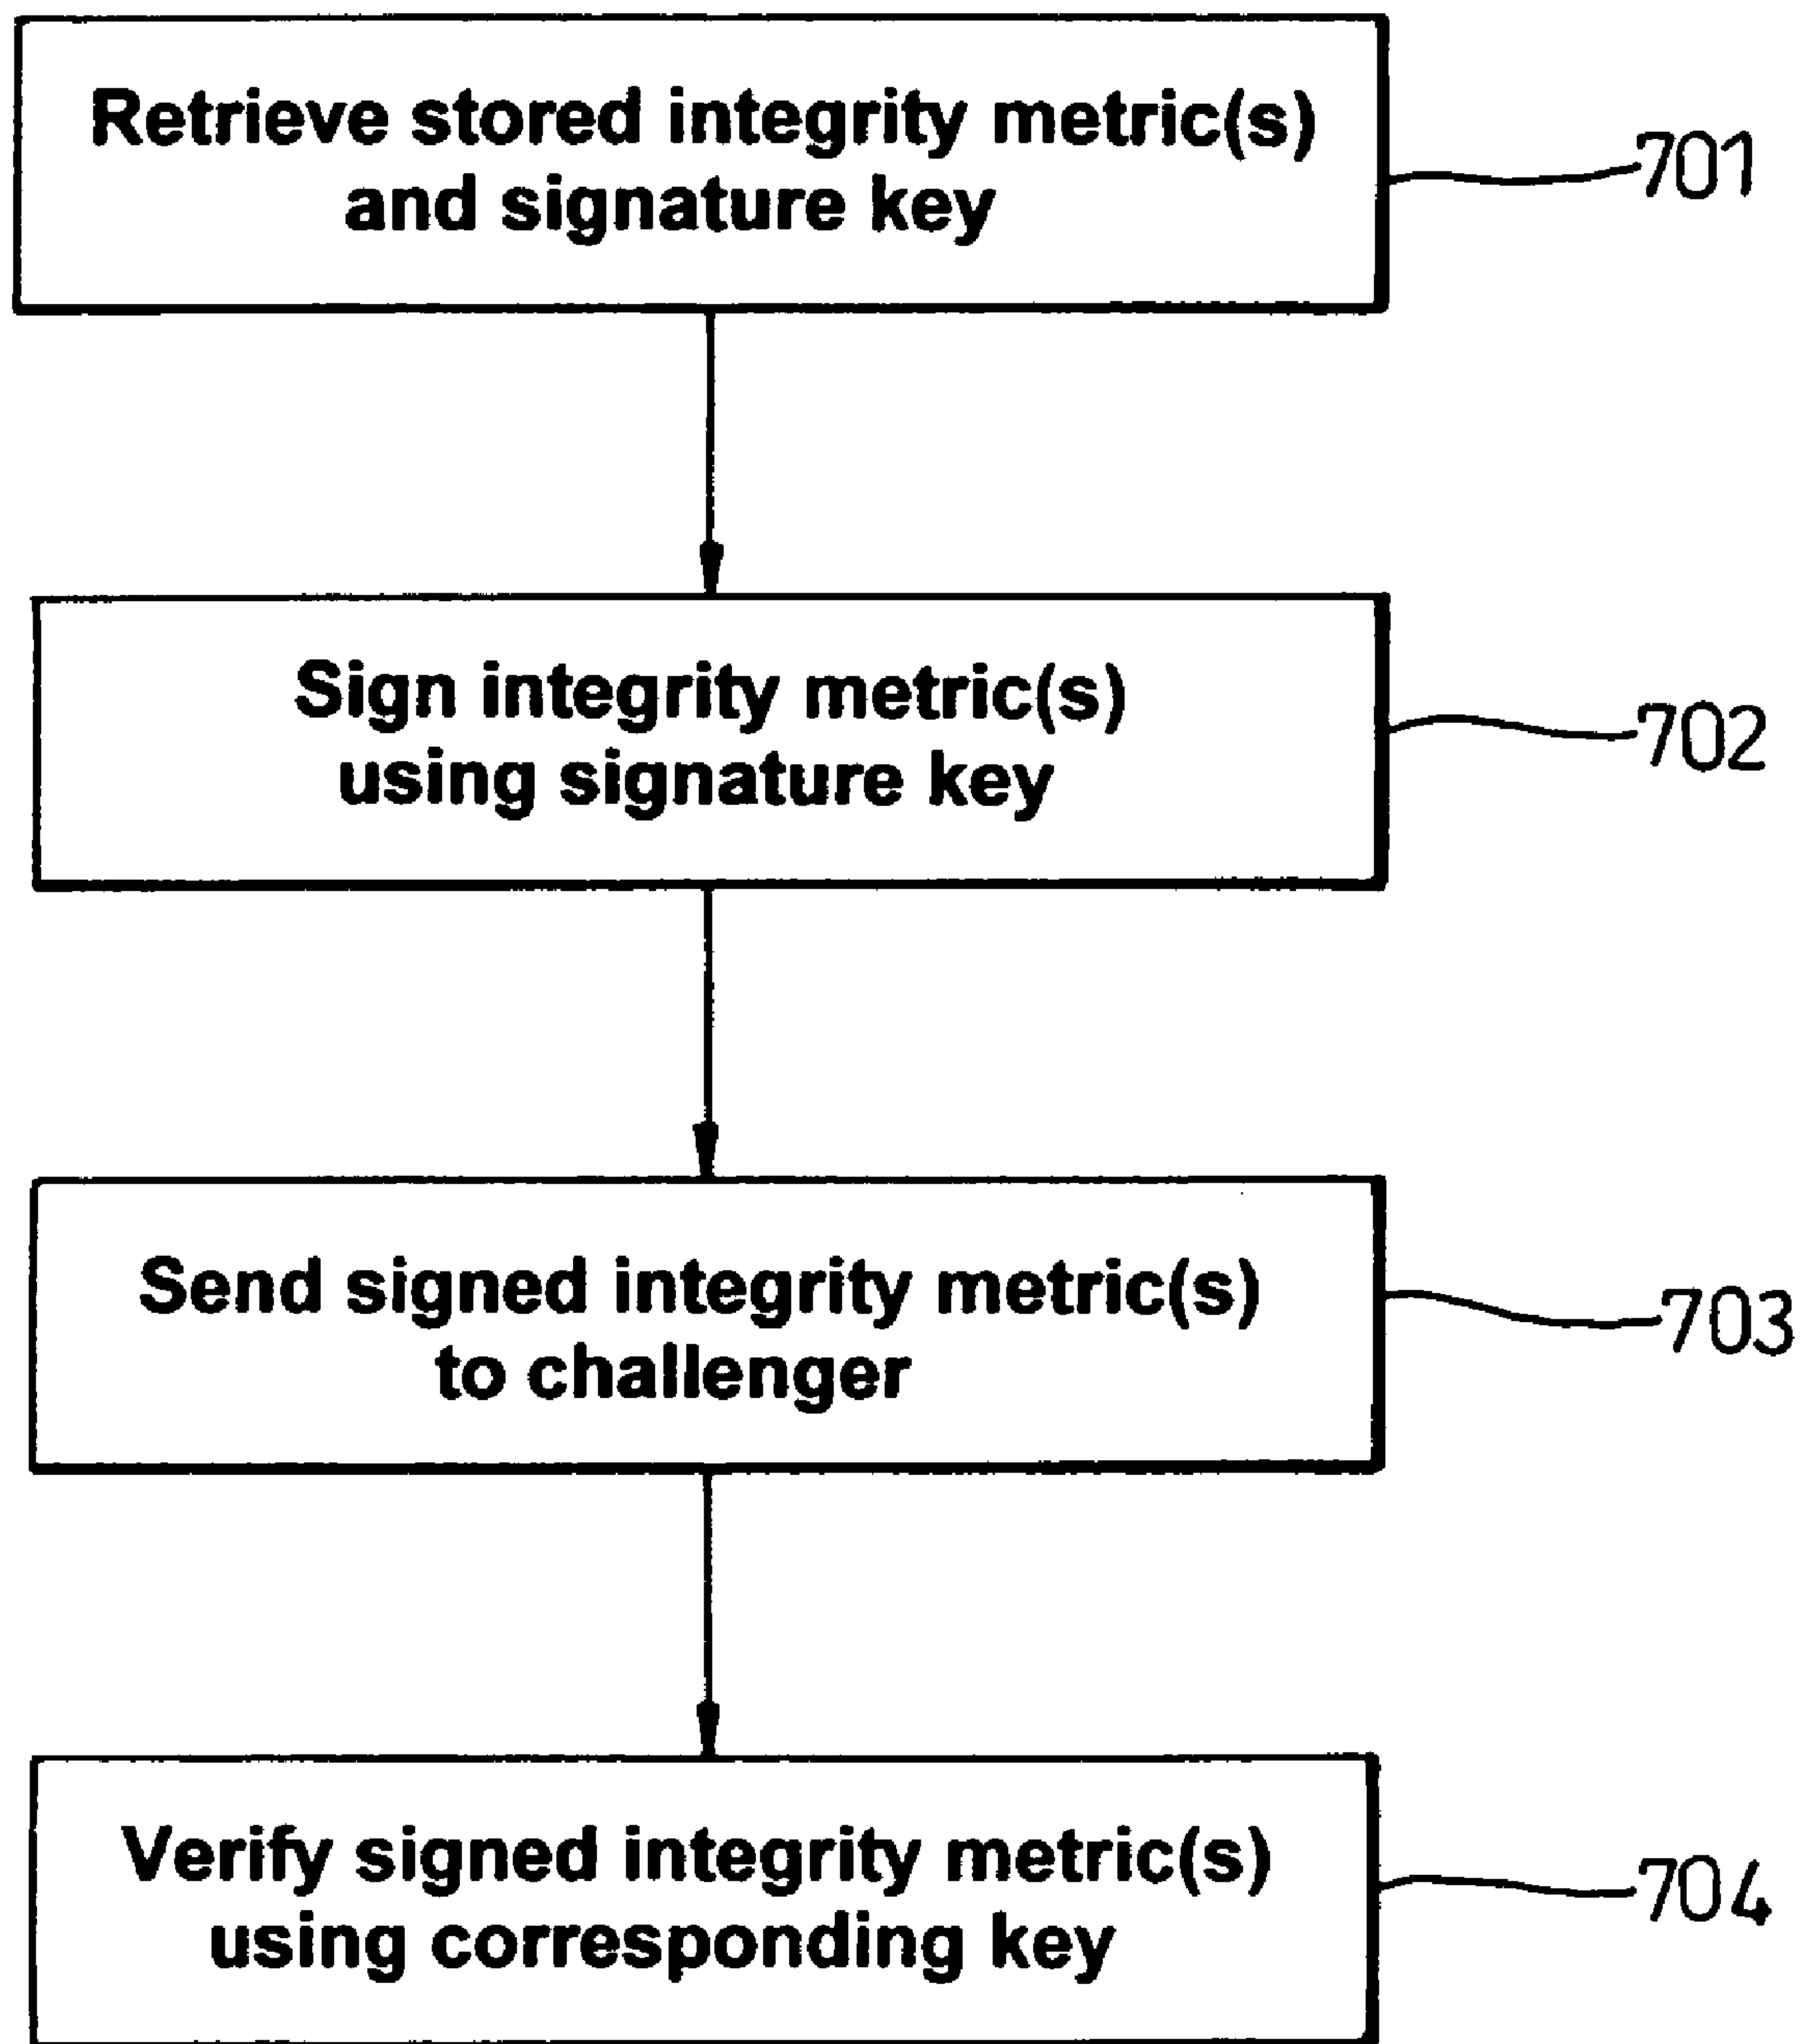 Retrieve stored integrity metric(s)
and signature key
701
Sign integrity metric(s)
using signature key
702
Send signed integrity metric(s)
to challenger
703
Verify signed integrity metric(s)
using corresponding key
704